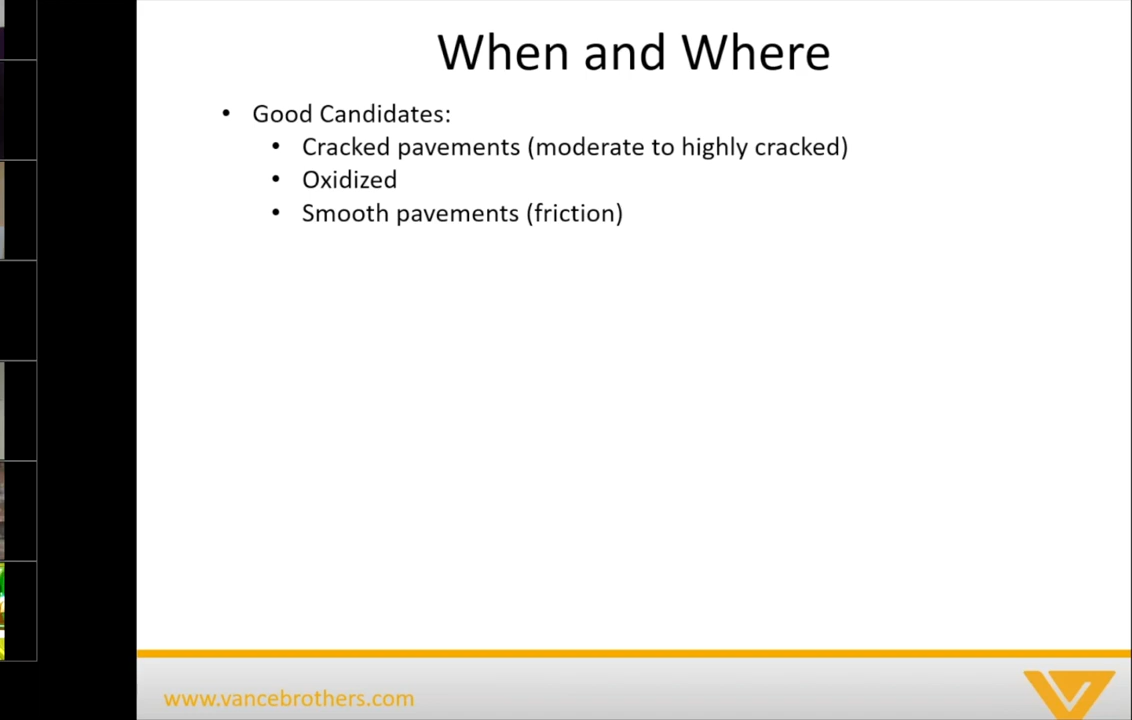 When and Where
• Good Candidates:
• Cracked pavements (moderate to highly cracked)
• Oxidized
• Smooth pavements (friction)
www.vancebrothers.com